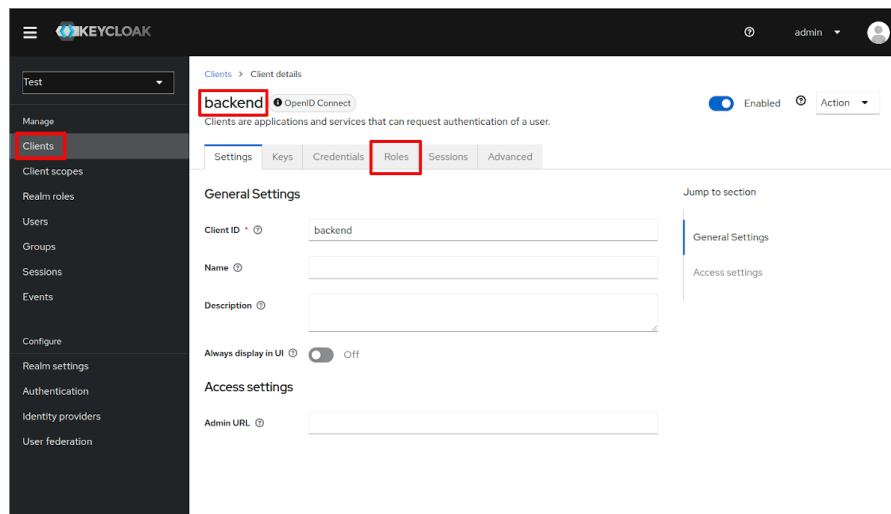 KEYCLOAK
admin
Test
Manage
Clients
Client scopes
Realm roles
Users
Groups
Sessions
Events
Configure
Realm settings
Authentication
Identity providers
User federation
Clients > Client details
backend OpenID Connect
Enabled
Action
Clients are applications and services that can request authentication of a user.
Settings Keys Credentials Roles Sessions Advanced
General Settings
Client ID * backend
Name
Description
Always display in UI Off
Access settings
Admin URL
Jump to section
General Settings
Access settings